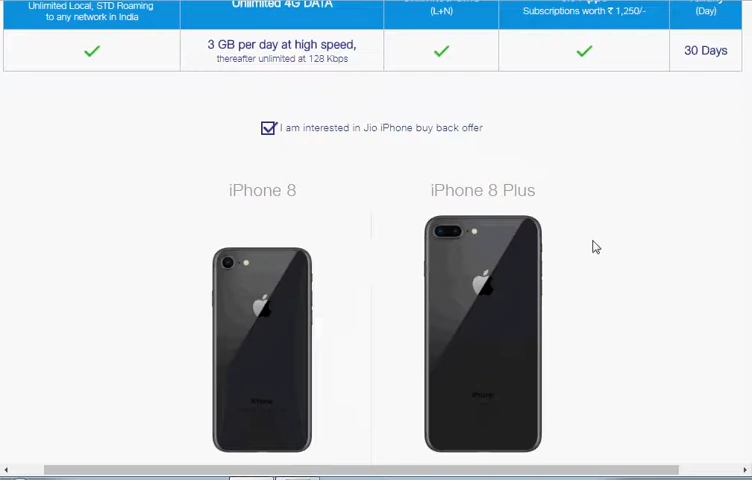 Unlimited Local, STD Roaming
to any network in India
Unlimited 4G DATA
(L+N)
Subscriptions worth ₹ 1,250/-
(Day)
3 GB per day at high speed,
thereafter unlimited at 128 Kbps
30 Days
I am interested in Jio iPhone buy back offer
iPhone 8
iPhone 8 Plus
iPhone
iPhone